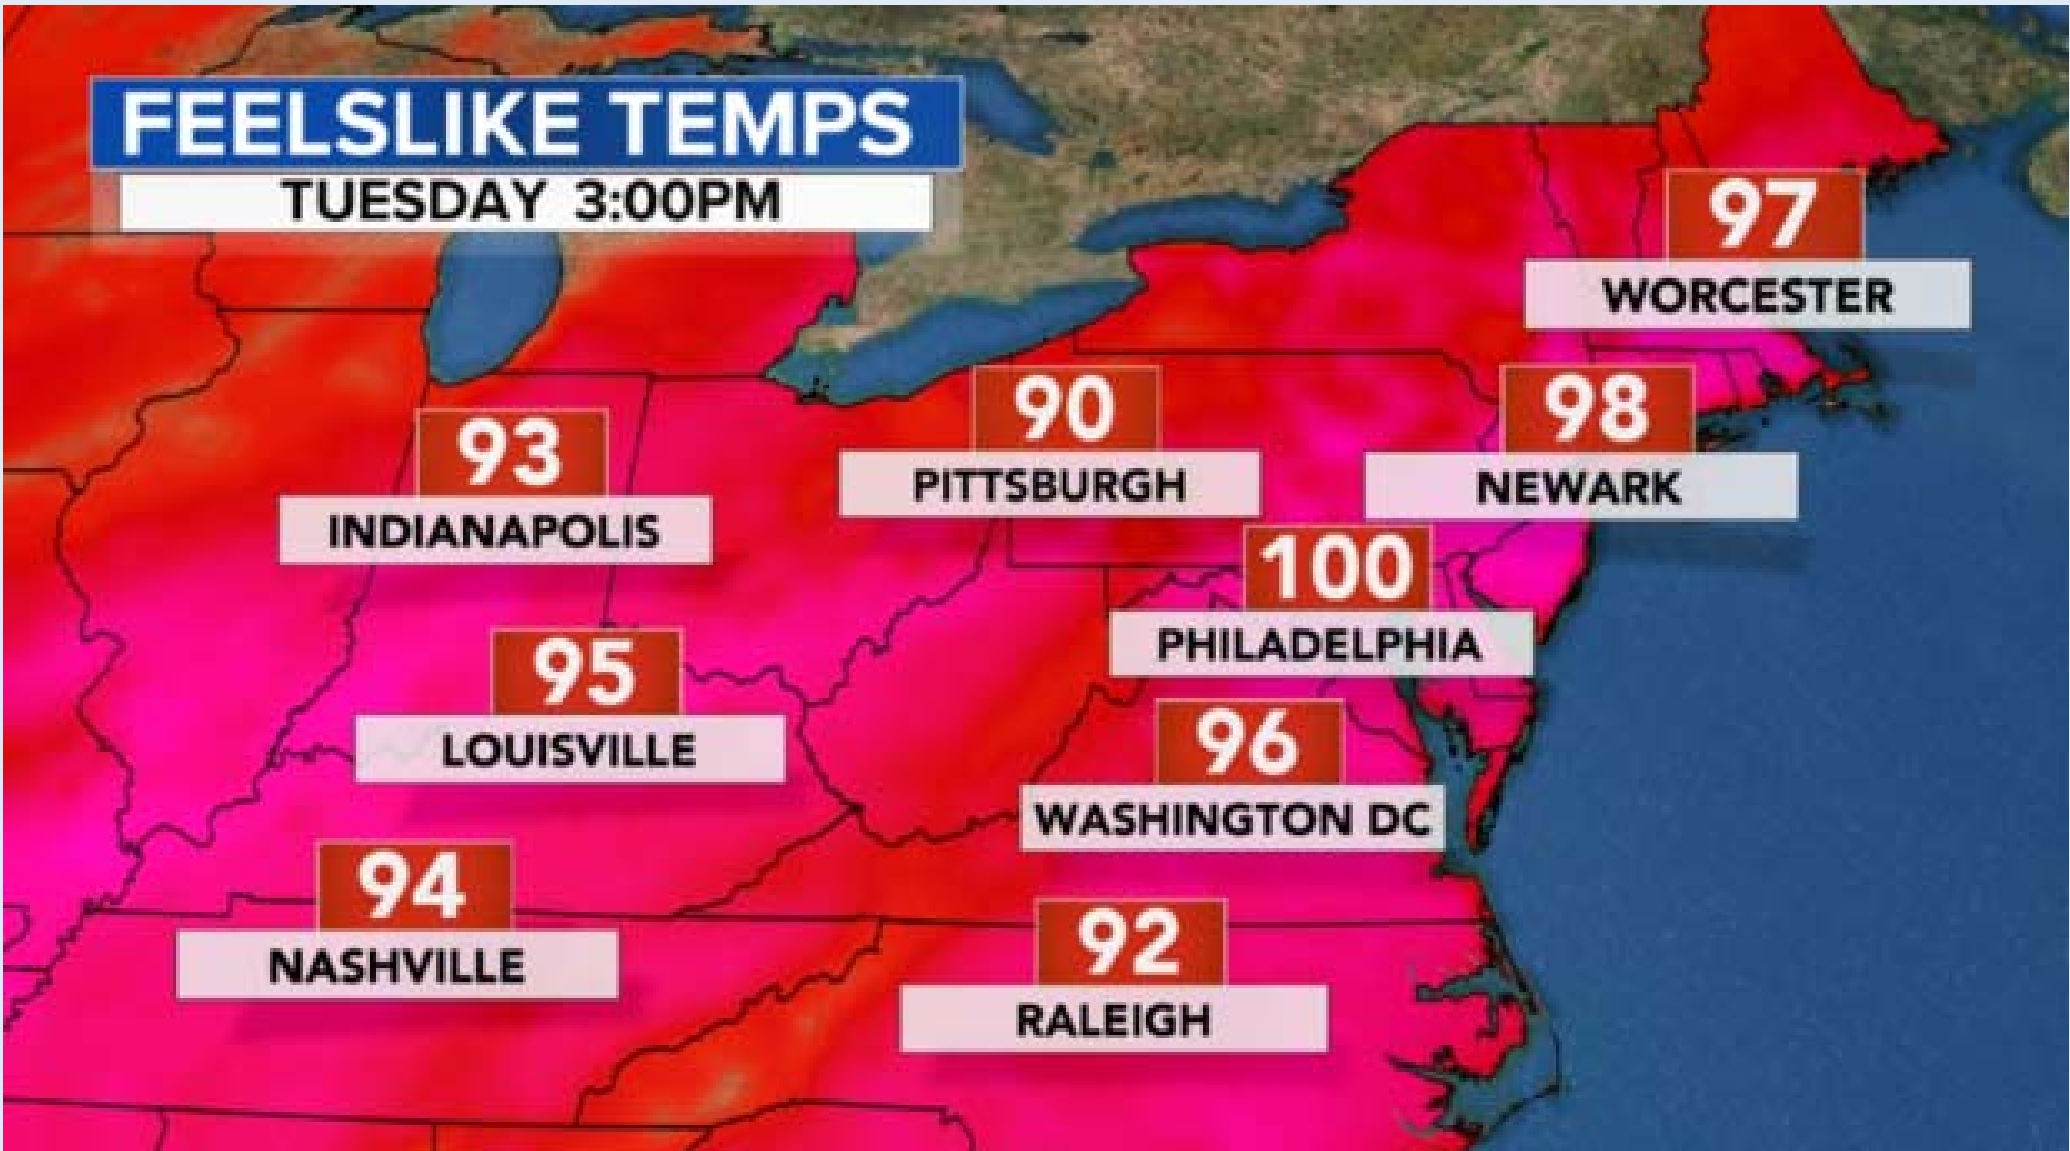 FEELSLIKE TEMPS
TUESDAY 3:00PM
97
WORCESTER
93
INDIANAPOLIS
90
PITTSBURGH
98
NEWARK
100
PHILADELPHIA
95
LOUISVILLE
96
WASHINGTON DC
94
NASHVILLE
92
RALEIGH